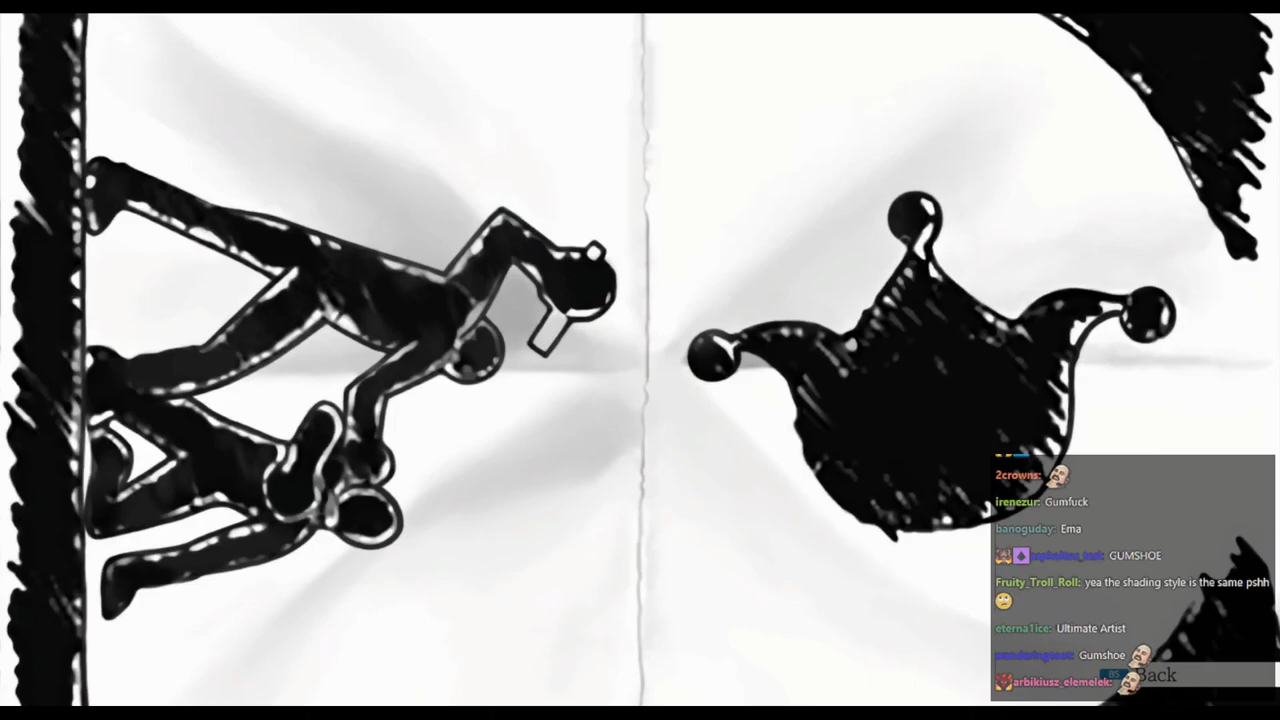 2crowns:
irenezur: Gumfuck
banoguday: Ema
GUMSHOE
Fruity_Troll_Roll: yea the shading style is the same pshh
eterna1ice: Ultimate Artist
Gumshoe
arbikiusz_elemelek:
BS Back